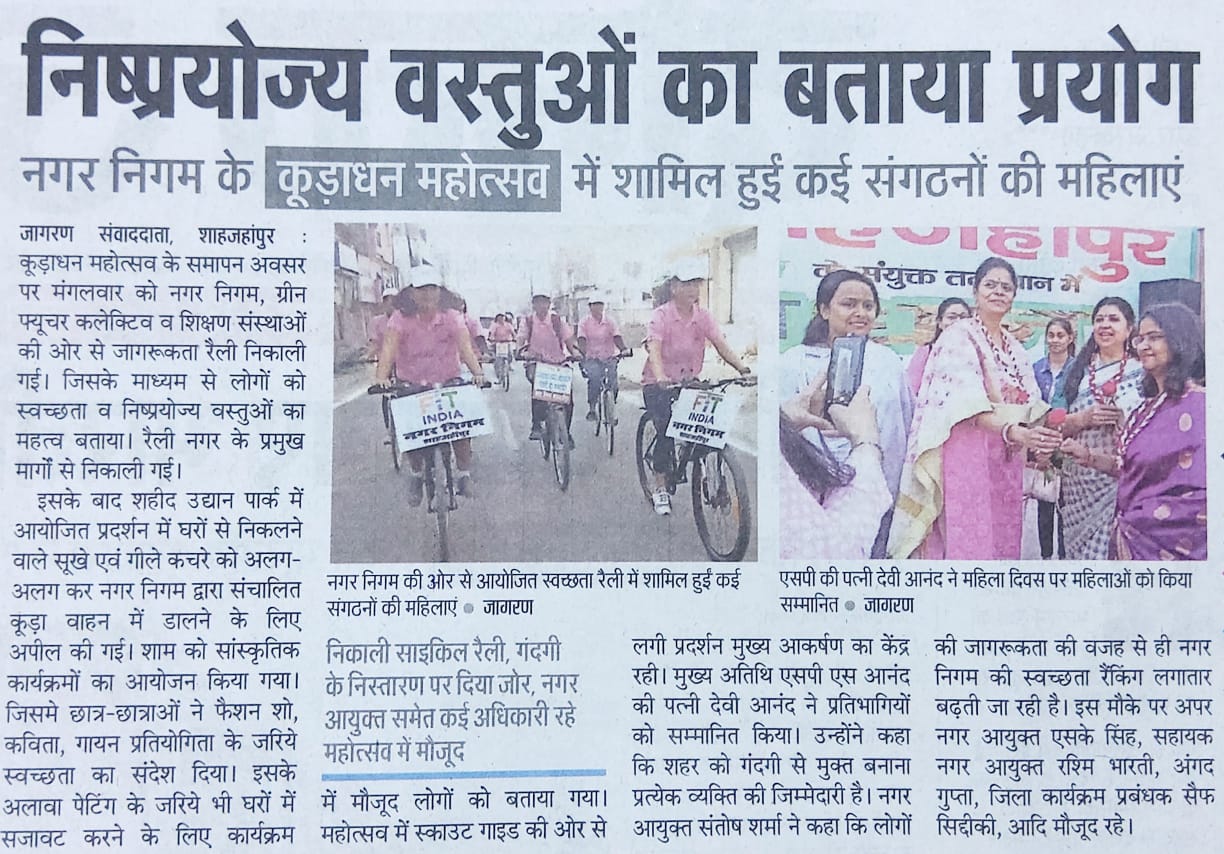 निष्प्रयोज्य वस्तुओं का बताया प्रयोग
नगर निगम के कूड़ाधन महोत्सव में शामिल हुईं कई संगठनों की महिलाएं
जागरण संवाददाता, शाहजहांपुर :
कूड़ाधन महोत्सव के समापन अवसर
पर मंगलवार को नगर निगम, ग्रीन
फ्यूचर कलेक्टिव व शिक्षण संस्थाओं
की ओर से जागरूकता रैली निकाली
गई। जिसके माध्यम से लोगों को
स्वच्छता व निष्प्रयोज्य वस्तुओं का
महत्व बताया। रैली नगर के प्रमुख
मार्गों से निकाली गई।
इसके बाद शहीद उद्यान पार्क में
आयोजित प्रदर्शन में घरों से निकलने
वाले सूखे एवं गीले कचरे को अलग-
अलग कर नगर निगम द्वारा संचालित
कूड़ा वाहन में डालने के लिए
अपील की गई। शाम को सांस्कृतिक
कार्यक्रमों का आयोजन किया गया।
जिसमे छात्र-छात्राओं ने फैशन शो,
कविता, गायन प्रतियोगिता के जरिये
स्वच्छता का संदेश दिया। इसके
अलावा पेटिंग के जरिये भी घरों में
सजावट करने के लिए कार्यक्रम
FIT
INDIA
नगर निगम
शाहजहांपुर
FIT
INDIA
नगर निगम
शाहजहांपुर
नगर निगम की ओर से आयोजित स्वच्छता रैली में शामिल हुईं कई
संगठनों की महिलाएं ● जागरण
निकाली साइकिल रैली, गंदगी
के निस्तारण पर दिया जोर, नगर
आयुक्त समेत कई अधिकारी रहे
महोत्सव में मौजूद
में मौजूद लोगों को बताया गया।
महोत्सव में स्काउट गाइड की ओर से
शाहजहांपुर
के संयुक्त तत्वाधान में
एसपी की पत्नी देवी आनंद ने महिला दिवस पर महिलाओं को किया
सम्मानित ● जागरण
लगी प्रदर्शन मुख्य आकर्षण का केंद्र
रही। मुख्य अतिथि एसपी एस आनंद
की पत्नी देवी आनंद ने प्रतिभागियों
को सम्मानित किया। उन्होंने कहा
कि शहर को गंदगी से मुक्त बनाना
प्रत्येक व्यक्ति की जिम्मेदारी है। नगर
आयुक्त संतोष शर्मा ने कहा कि लोगों
की जागरूकता की वजह से ही नगर
निगम की स्वच्छता रैंकिंग लगातार
बढ़ती जा रही है। इस मौके पर अपर
नगर आयुक्त एसके सिंह, सहायक
नगर आयुक्त रश्मि भारती, अंगद
गुप्ता, जिला कार्यक्रम प्रबंधक सैफ
सिद्दीकी, आदि मौजूद रहे।